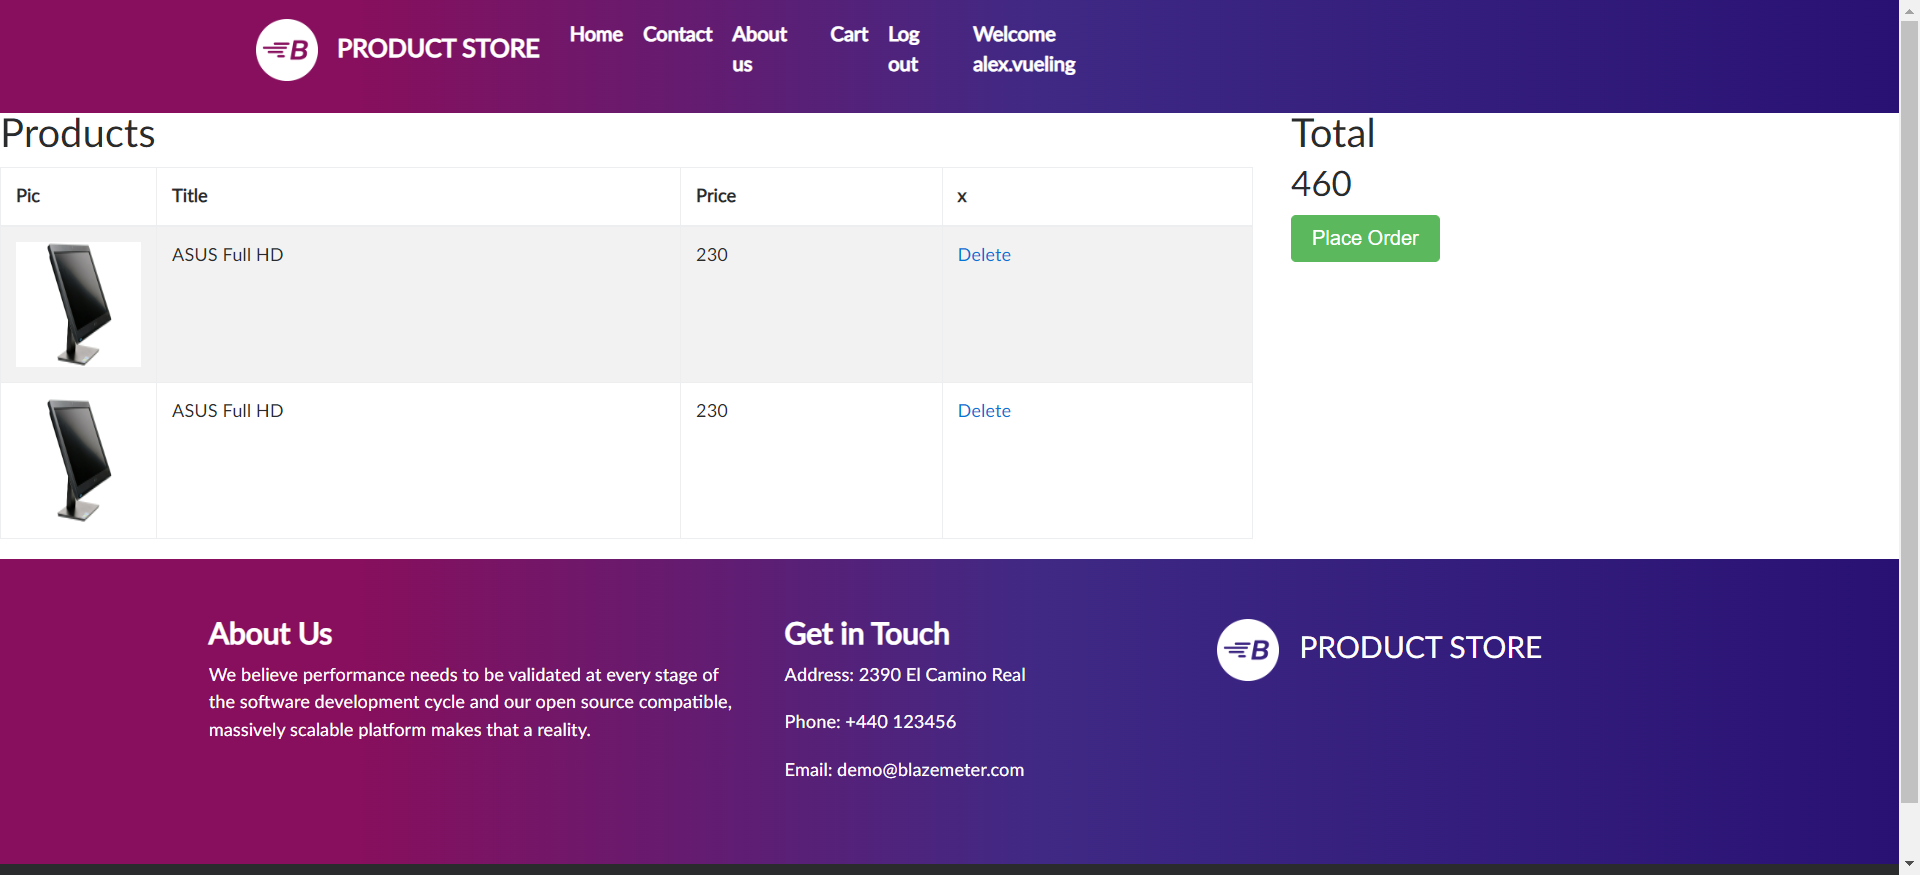 B PRODUCT STORE Home Contact About us Cart Log out Welcome alex.vueling
Products
Total
460
Place Order
Pic Title Price x
ASUS Full HD 230 Delete
ASUS Full HD 230 Delete
About Us
We believe performance needs to be validated at every stage of
the software development cycle and our open source compatible,
massively scalable platform makes that a reality.
Get in Touch
Address: 2390 El Camino Real
Phone: +440 123456
Email: demo@blazemeter.com
B PRODUCT STORE